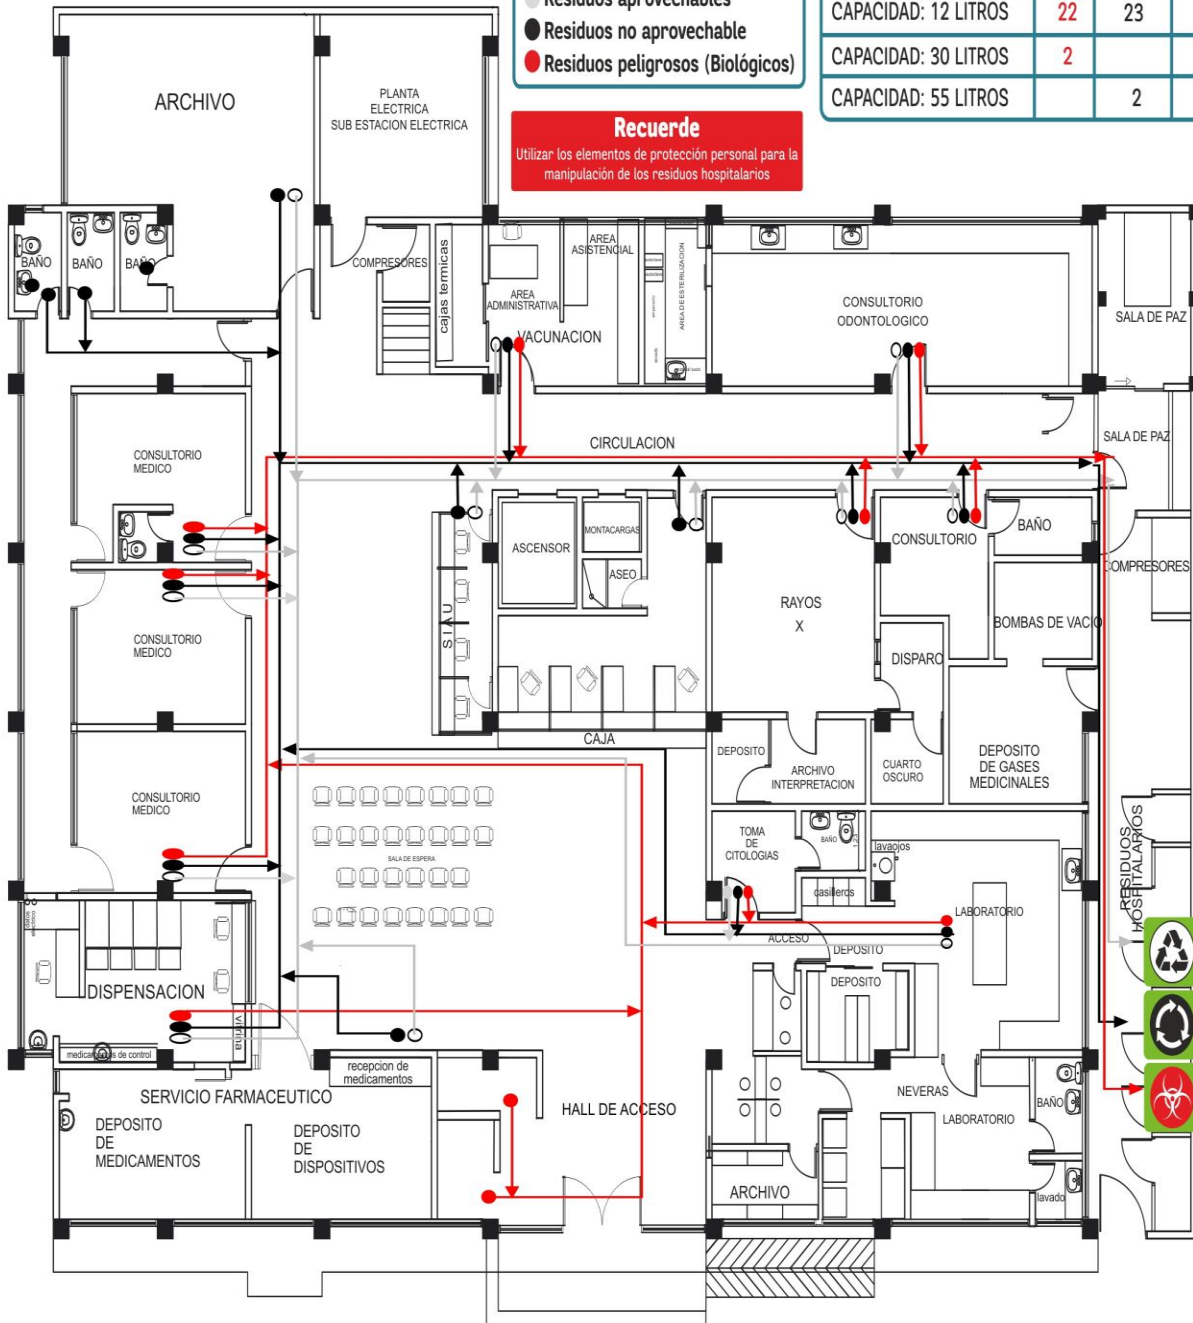 Residuos aprovechables
Residuos no aprovechable
Residuos peligrosos (Biológicos)
CAPACIDAD: 12 LITROS 22 23
CAPACIDAD: 30 LITROS 2
CAPACIDAD: 55 LITROS 2
Recuerde
Utilizar los elementos de protección personal para la
manipulación de los residuos hospitalarios
ARCHIVO
PLANTA
ELECTRICA
SUB ESTACION ELECTRICA
BAÑO
BAÑO
BAÑO
COMPRESORES
cajas termicas
AREA
ADMINISTRATIVA
AREA
ASISTENCIAL
VACUNACION
AREA DE ESTERILIZACION
CONSULTORIO
ODONTOLOGICO
SALA DE PAZ
SALA DE PAZ
CIRCULACION
CONSULTORIO
MEDICO
CONSULTORIO
MEDICO
CONSULTORIO
MEDICO
SIAU
ASCENSOR
MONTACARGAS
ASEO
CAJA
RAYOS
X
CONSULTORIO
BAÑO
COMPRESORES
BOMBAS DE VACIO
DISPARO
DEPOSITO
ARCHIVO
INTERPRETACION
CUARTO
OSCURO
DEPOSITO
DE GASES
MEDICINALES
SALA DE ESPERA
TOMA
DE
CITOLOGIAS
BAÑO
lavaojos
casilleros
LABORATORIO
RESIDUOS
HOSPITALARIOS
ACCESO
DEPOSITO
DEPOSITO
DISPENSACION
vitrina
medicamentos de control
recepcion de
medicamentos
SERVICIO FARMACEUTICO
DEPOSITO
DE
MEDICAMENTOS
DEPOSITO
DE
DISPOSITIVOS
HALL DE ACCESO
NEVERAS
LABORATORIO
BAÑO
lavado
ARCHIVO